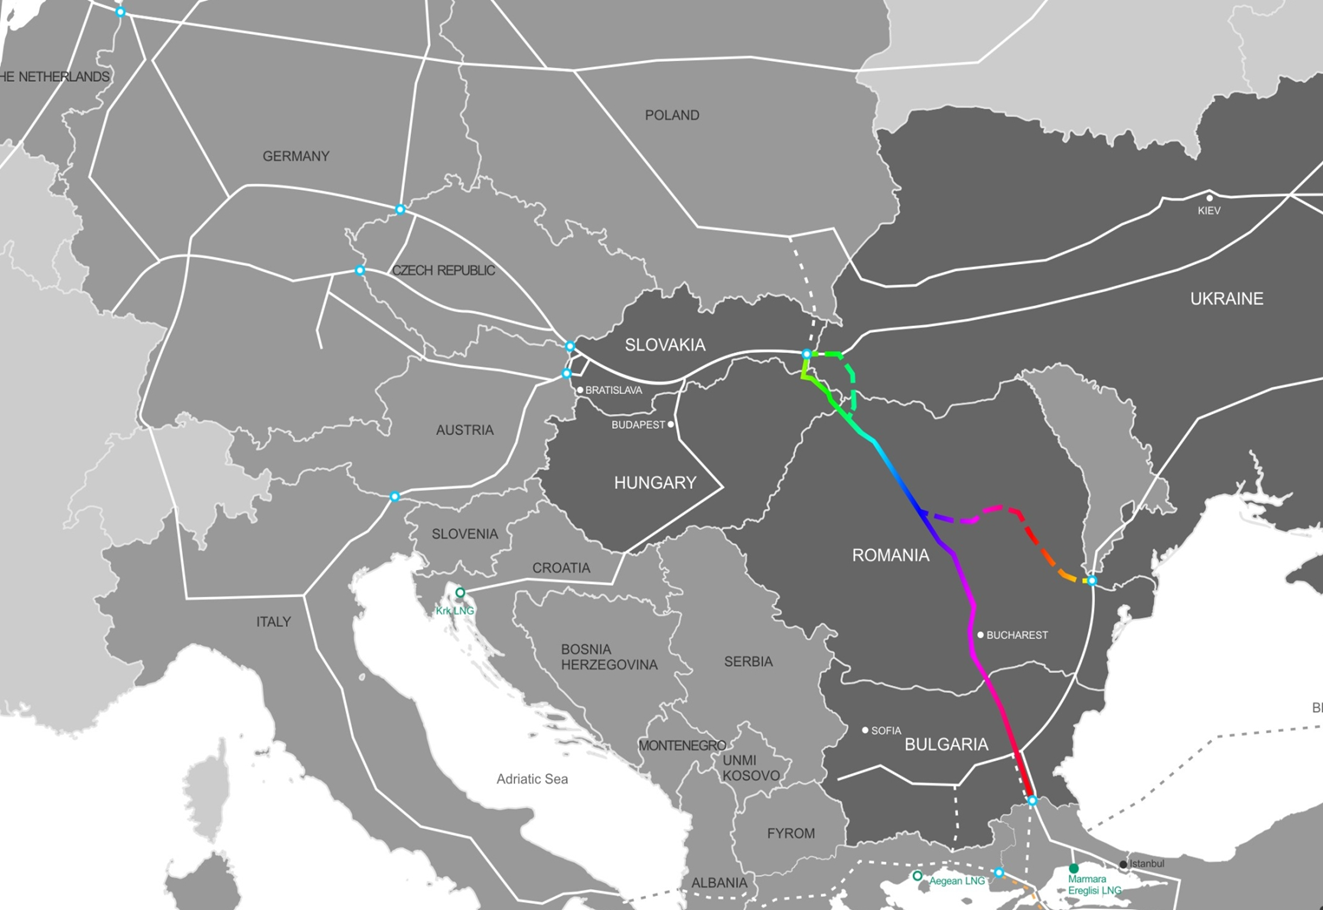 HE NETHERLANDS
POLAND
GERMANY
KIEV
CZECH REPUBLIC
UKRAINE
SLOVAKIA
BRATISLAVA
BUDAPEST
AUSTRIA
HUNGARY
SLOVENIA
ROMANIA
CROATIA
Krk LNG
ITALY
BUCHAREST
BOSNIA
HERZEGOVINA
SERBIA
B
SOFIA
BULGARIA
MONTENEGRO
UNMI
KOSOVO
Adriatic Sea
FYROM
Istanbul
Aegean LNG
Marmara
Ereglisi LNG
ALBANIA